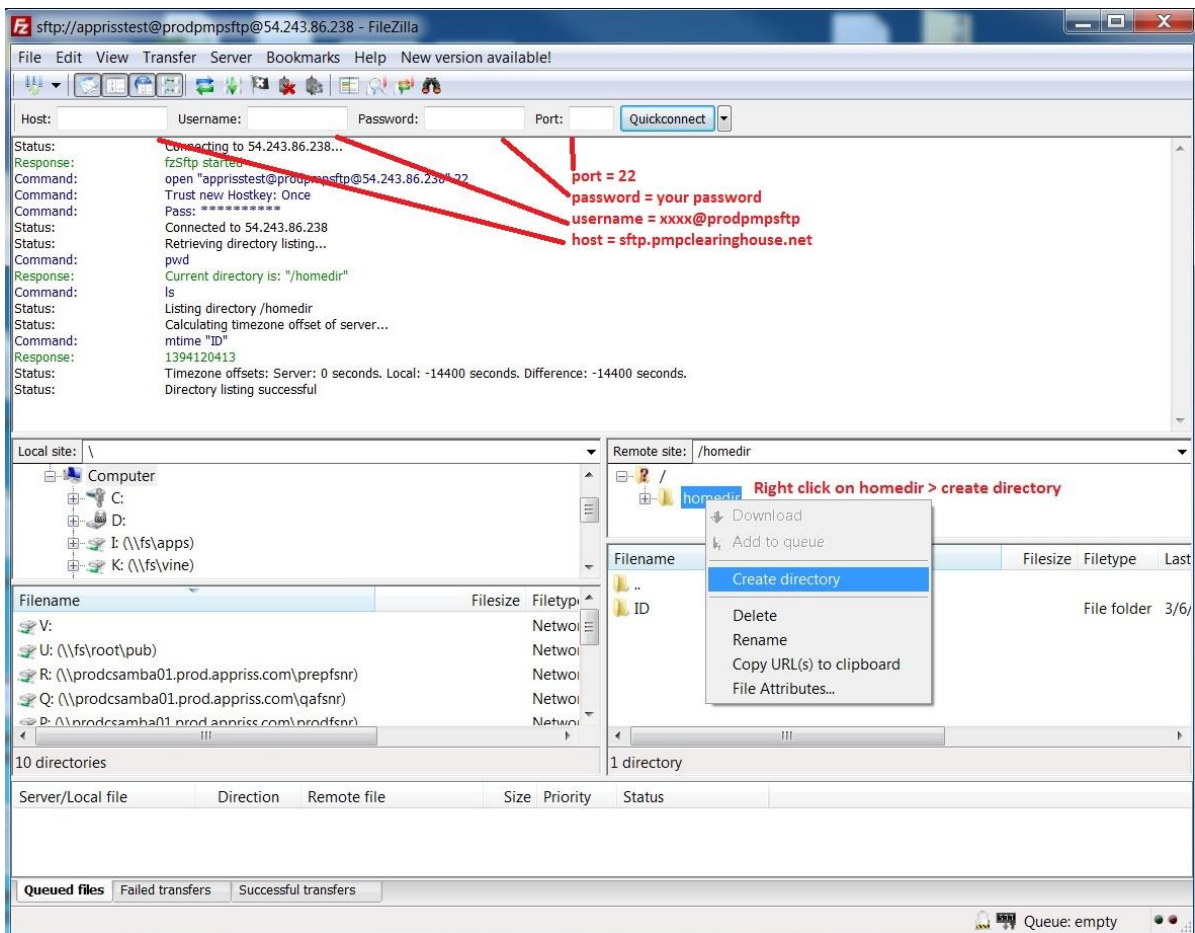 sftp://apprisstest@prodpmpsftp@54.243.86.238 - FileZilla
File Edit View Transfer Server Bookmarks Help New version available!
Host: Username: Password: Port: Quickconnect
Status: Connecting to 54.243.86.238...
Response: fzSftp started
Command: open "apprisstest@prodpmpsftp@54.243.86.238" 22
Command: Trust new Hostkey: Once
Command: Pass: **********
Status: Connected to 54.243.86.238
Status: Retrieving directory listing...
Command: pwd
Response: Current directory is: "/homedir"
Command: ls
Status: Listing directory /homedir
Status: Calculating timezone offset of server...
Command: mtime "ID"
Response: 1394120413
Status: Timezone offsets: Server: 0 seconds. Local: -14400 seconds. Difference: -14400 seconds.
Status: Directory listing successful
port = 22
password = your password
username = xxxx@prodpmpsftp
host = sftp.pmpclearinghouse.net
Local site: \
Computer
C:
D:
I: (\\fs\apps)
K: (\\fs\vine)
Filename Filesize Filetyp
V: Networ
U: (\\fs\root\pub) Networ
R: (\\prodcsamba01.prod.appriss.com\prepfsnr) Networ
Q: (\\prodcsamba01.prod.appriss.com\qafsnr) Networ
P: (\\prodcsamba01.prod.appriss.com\prodfsnr) Networ
10 directories
Remote site: /homedir
/
homedir
Right click on homedir > create directory
Download
Add to queue
Create directory
Delete
Rename
Copy URL(s) to clipboard
File Attributes...
Filename Filesize Filetype Last
..
ID File folder 3/6/
1 directory
Server/Local file Direction Remote file Size Priority Status
Queued files Failed transfers Successful transfers
Queue: empty